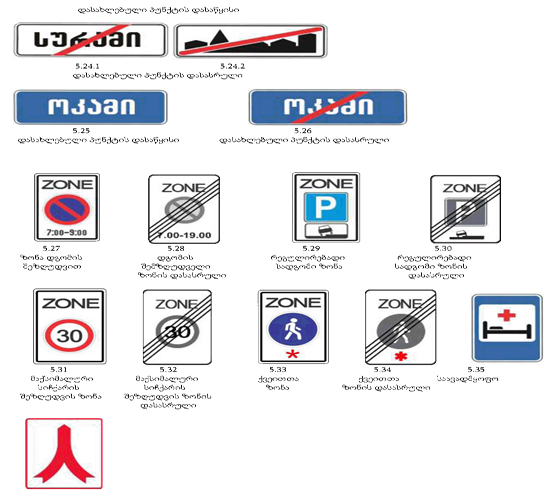 დასახლებული პუნქტის დასაწყისი
სურამი
5.24.1 5.24.2
დასახლებული პუნქტის დასასრული
ოკამი ოკამი
5.25 5.26
დასახლებული პუნქტის დასაწყისი დასახლებული პუნქტის დასასრული
ZONE ZONE ZONE ZONE
P P
7:00-9:00 7.00-19.00
5.27 5.28 5.29 5.30
ზონა დგომის დგომის რეგულირებადი რეგულირებადი
შეზღუდვით შეზღუდველი სადგომი ზონა სადგომი ზონის
ზონის დასასრული დასასრული
ZONE ZONE ZONE ZONE
30 30
5.31 5.32 5.33 5.34 5.35
მაქსიმალური მაქსიმალური ქვეითთა ქვეითთა საავადმყოფო
სიჩქარის სიჩქარის ზონა ზონის დასასრული
შეზღუდვის ზონა შეზღუდვის ზონის
დასასრული